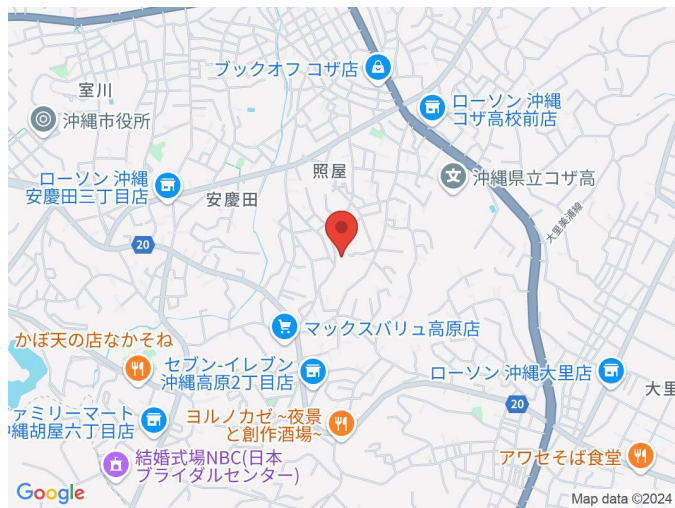 ブックオフ コザ店
室川
ローソン 沖縄
コザ高校前店
沖縄市役所
照屋
沖縄県立コザ高
ローソン 沖縄
安慶田三丁目店
安慶田
大里美浦線
20
マックスバリュ高原店
かぼ天の店なかそね
セブン-イレブン
沖縄高原2丁目店
ローソン 沖縄大里店
大里
20
ァミリーマート
沖縄胡屋六丁目店
ヨルノカゼ ~夜景
と創作酒場~
アワセそば食堂
結婚式場NBC(日本
ブライダルセンター)
Google
Map data ©2024